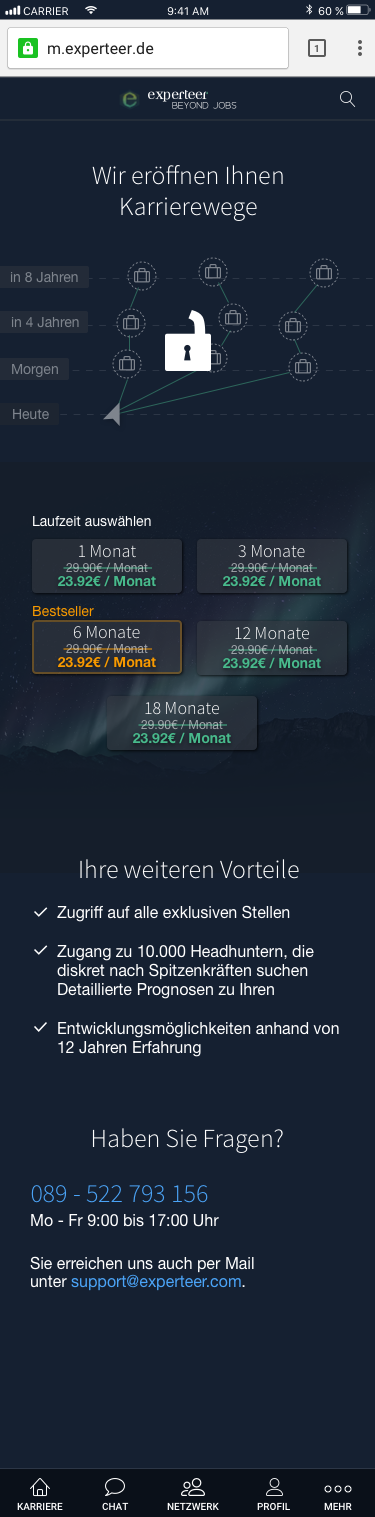 CARRIER 9:41 AM 60 %
m.experteer.de 1
e experteer
BEYOND JOBS
Wir eröffnen Ihnen
Karrierewege
in 8 Jahren
in 4 Jahren
Morgen
Heute
Laufzeit auswählen
1 Monat 3 Monate
29.90€ / Monat 29.90€ / Monat
23.92€ / Monat 23.92€ / Monat
Bestseller
6 Monate 12 Monate
29.90€ / Monat 29.90€ / Monat
23.92€ / Monat 23.92€ / Monat
18 Monate
29.90€ / Monat
23.92€ / Monat
Ihre weiteren Vorteile
Zugriff auf alle exklusiven Stellen
Zugang zu 10.000 Headhuntern, die
diskret nach Spitzenkräften suchen
Detaillierte Prognosen zu Ihren
Entwicklungsmöglichkeiten anhand von
12 Jahren Erfahrung
Haben Sie Fragen?
089 - 522 793 156
Mo - Fr 9:00 bis 17:00 Uhr
Sie erreichen uns auch per Mail
unter support@experteer.com.
KARRIERE CHAT NETZWERK PROFIL MEHR